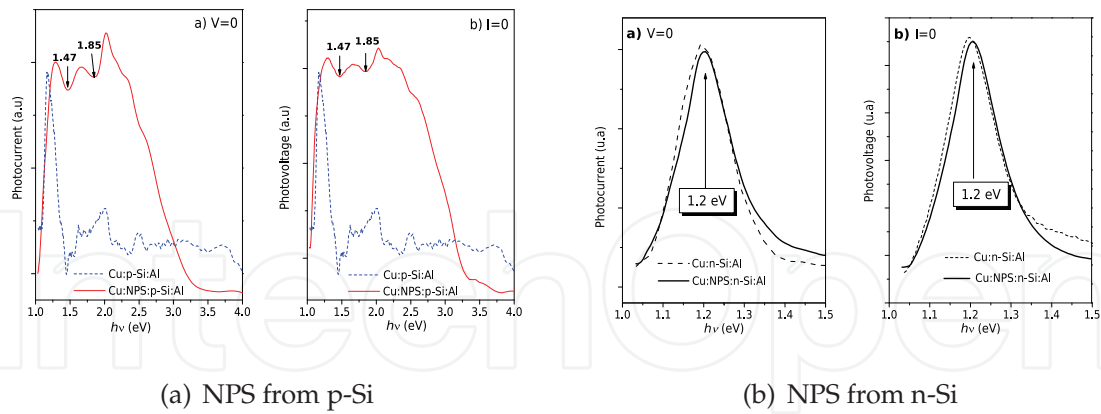 a) V=0
1.47
1.85
Photocurrent (a.u)
Cu:p-Si:Al
Cu:NPS:p-Si:Al
1.0 1.5 2.0 2.5 3.0 3.5 4.0
hν (eV)
b) I=0
1.47
1.85
Photovoltage (a.u)
Cu:p-Si:Al
Cu:NPS:p-Si:Al
1.0 1.5 2.0 2.5 3.0 3.5 4.0
hν (eV)
(a) NPS from p-Si
a) V=0
Photocurrent (u.a)
1.2 eV
Cu:n-Si:Al
Cu:NPS:n-Si:Al
1.0 1.1 1.2 1.3 1.4 1.5
hν (eV)
b) I=0
Photovoltage (u.a)
1.2 eV
Cu:n-Si:Al
Cu:NPS:n-Si:Al
1.0 1.1 1.2 1.3 1.4 1.5
hν (eV)
(b) NPS from n-Si
intechopen